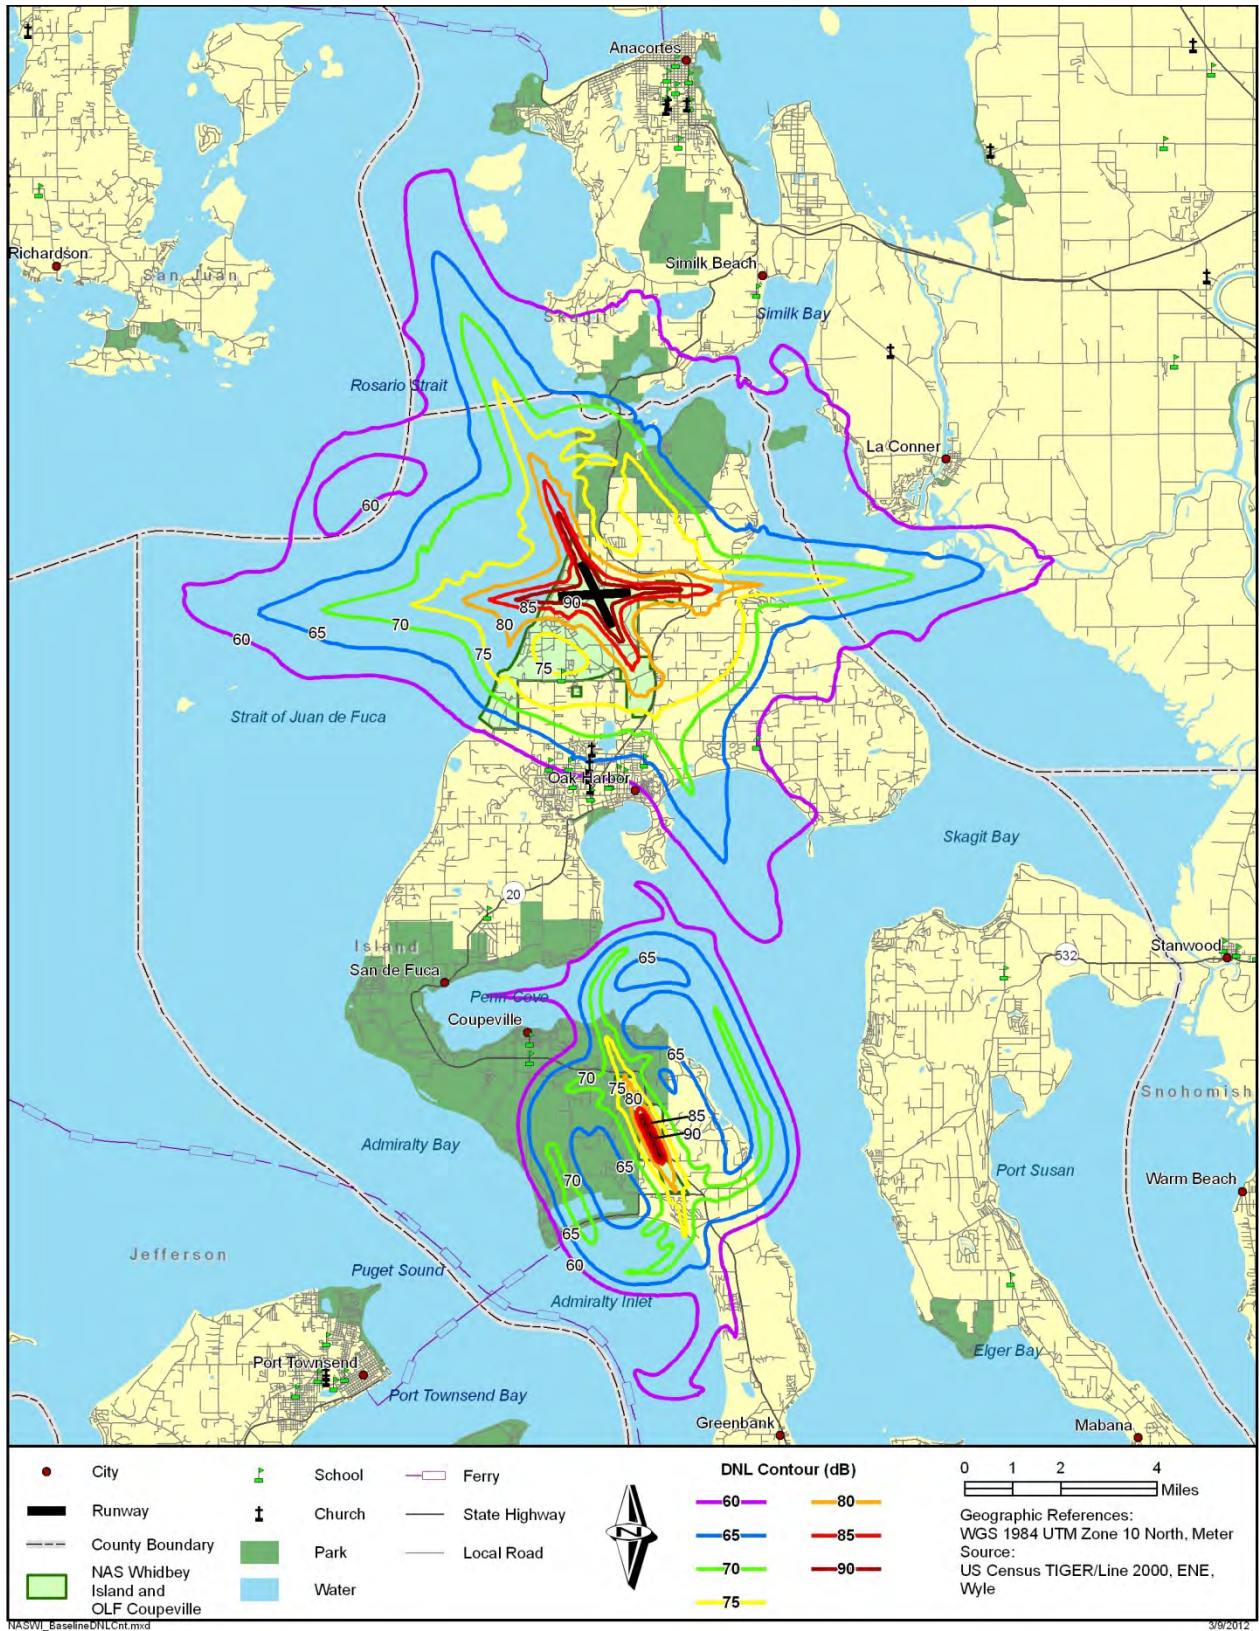 Anacortes
Richardson
San Juan
Similk Beach
Skagit
Similk Bay
Rosario Strait
La Conner
60
90
85
80
75
70
65
60
75
Strait of Juan de Fuca
Oak Harbor
Skagit Bay
20
Island
San de Fuca
Stanwood
532
65
Penn Cove
Coupeville
65
70
75
80
85
90
Snohomish
Admiralty Bay
65
70
Port Susan
Warm Beach
65
60
Jefferson
Puget Sound
Admiralty Inlet
Elger Bay
Port Townsend
Port Townsend Bay
Greenbank
Mabana
City
Runway
County Boundary
NAS Whidbey
Island and
OLF Coupeville
School
Church
Park
Water
Ferry
State Highway
Local Road
N
DNL Contour (dB)
60
65
70
75
80
85
90
0 1 2 4
Miles
Geographic References:
WGS 1984 UTM Zone 10 North, Meter
Source:
US Census TIGER/Line 2000, ENE,
Wyle
NASWI_BaselineDNLCnt.mxd
3/9/2012